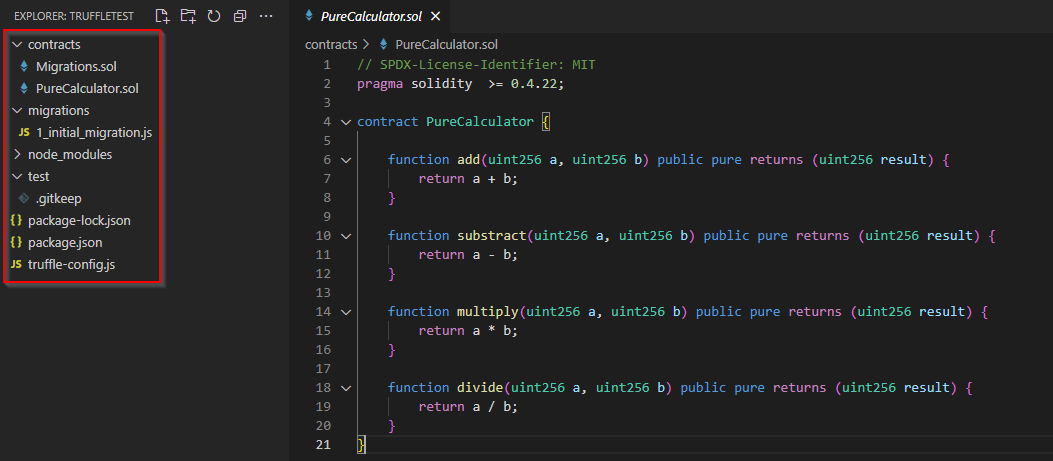 EXPLORER: TRUFFLETEST
contracts
Migrations.sol
PureCalculator.sol
migrations
JS 1_initial_migration.js
node_modules
test
.gitkeep
{} package-lock.json
{} package.json
JS truffle-config.js
PureCalculator.sol
contracts > PureCalculator.sol
1 // SPDX-License-Identifier: MIT
2 pragma solidity  >= 0.4.22;
3
4 contract PureCalculator {
5
6     function add(uint256 a, uint256 b) public pure returns (uint256 result) {
7         return a + b;
8     }
9
10     function substract(uint256 a, uint256 b) public pure returns (uint256 result) {
11         return a - b;
12     }
13
14     function multiply(uint256 a, uint256 b) public pure returns (uint256 result) {
15         return a * b;
16     }
17
18     function divide(uint256 a, uint256 b) public pure returns (uint256 result) {
19         return a / b;
20     }
21 }